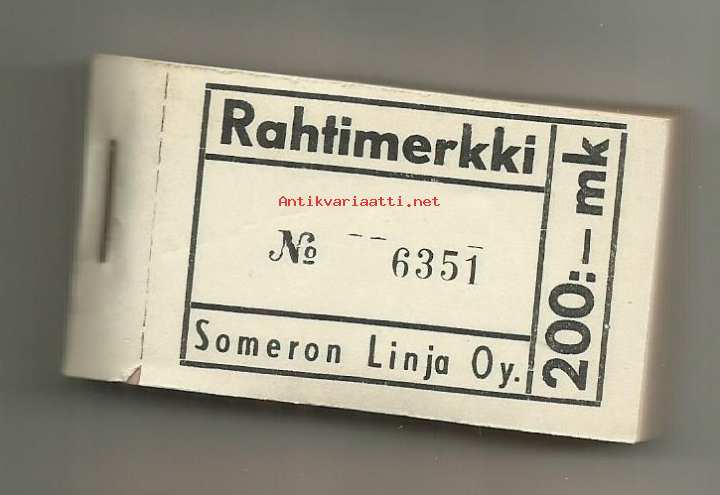 Rahtimerkki
Antikvariaatti.net
№ 6351
Someron Linja Oy.
200:— mk